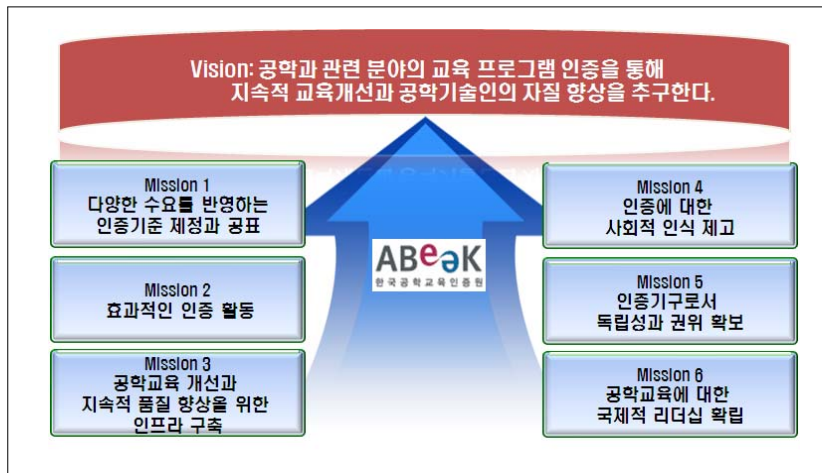 Vision: 공학과 관련 분야의 교육 프로그램 인증을 통해
지속적 교육개선과 공학기술인의 자질 향상을 추구한다.
Mission 1
다양한 수요를 반영하는
인증기준 제정과 공표
Mission 2
효과적인 인증 활동
Mission 3
공학교육 개선과
지속적 품질 향상을 위한
인프라 구축
ABeeK
한국공학교육인증원
Mission 4
인증에 대한
사회적 인식 제고
Mission 5
인증기구로서
독립성과 권위 확보
Mission 6
공학교육에 대한
국제적 리더십 확립